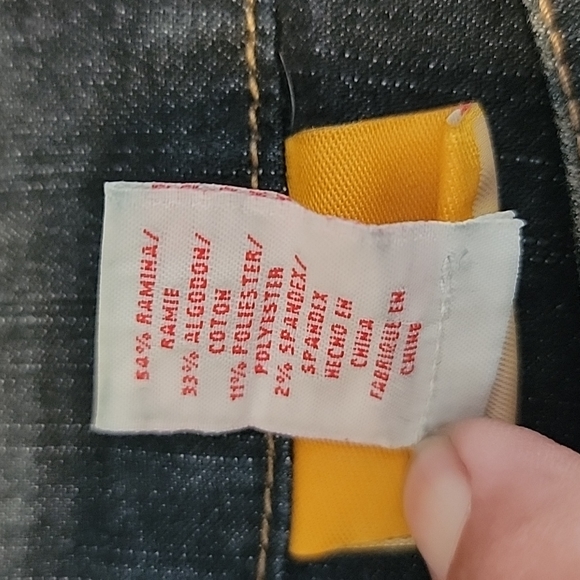 54% RAMINA/
RAMIE
33% ALGODON/
COTON
11% POLIESTER/
POLYESTER
2% SPANDEX/
SPANDEX
HECHO EN
CHINA
FABRIQUE EN
CHINE